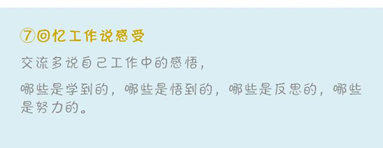 ⑦回忆工作说感受
交流多说自己工作中的感悟，
哪些是学到的，哪些是悟到的，哪些是反思的，哪些
是努力的。